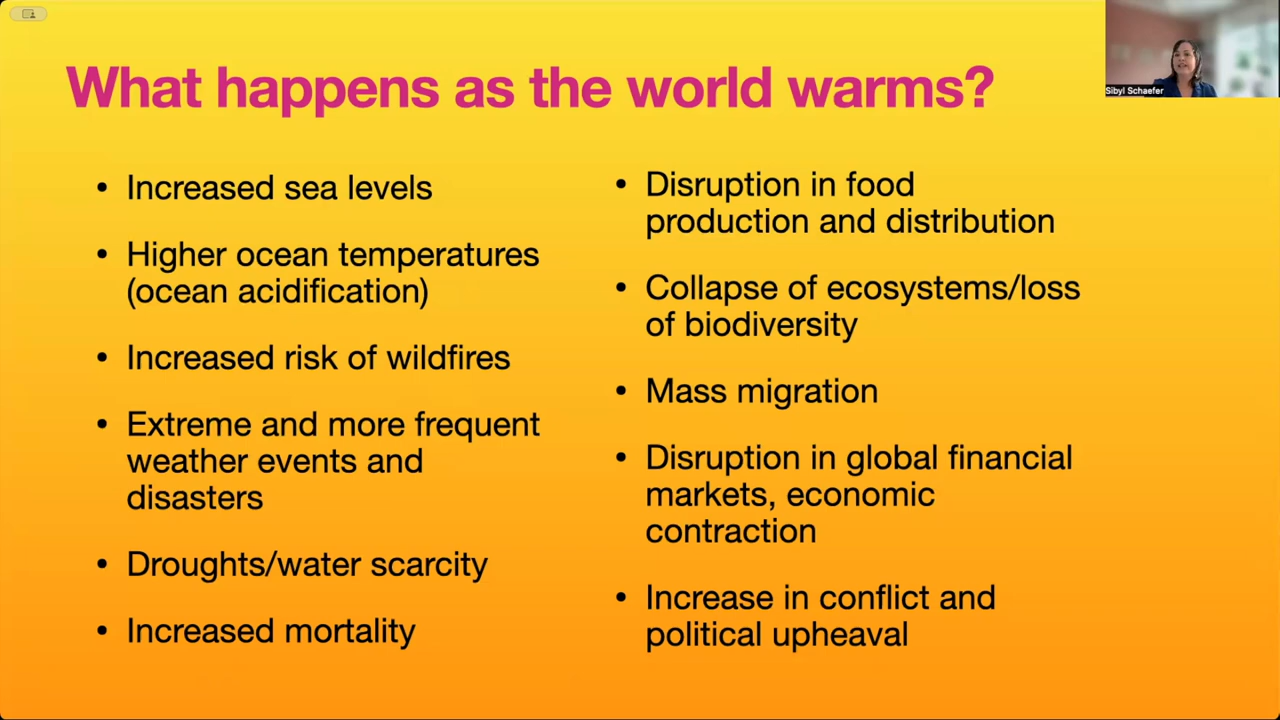 What happens as the world warms?
Sibyl Schaefer
• Increased sea levels
• Higher ocean temperatures
(ocean acidification)
• Increased risk of wildfires
• Extreme and more frequent
weather events and
disasters
• Droughts/water scarcity
• Increased mortality
• Disruption in food
production and distribution
• Collapse of ecosystems/loss
of biodiversity
• Mass migration
• Disruption in global financial
markets, economic
contraction
• Increase in conflict and
political upheaval